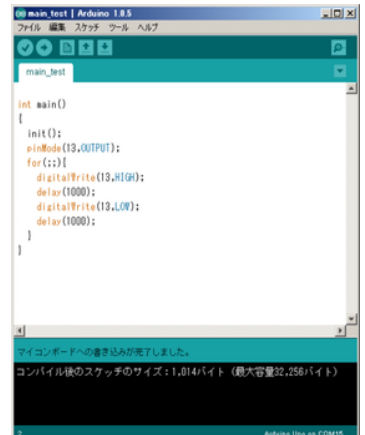 main_test | Arduino 1.0.5
ファイル 編集 スケッチ ツール ヘルプ
main_test
int main()
{
init();
pinMode(13,OUTPUT);
for(;;){
digitalWrite(13,HIGH);
delay(1000);
digitalWrite(13,LOW);
delay(1000);
}
}
マイコンボードへの書き込みが完了しました。
コンパイル後のスケッチのサイズ：1,014バイト（最大容量32,256バイト）
2
Arduino Uno on COM15